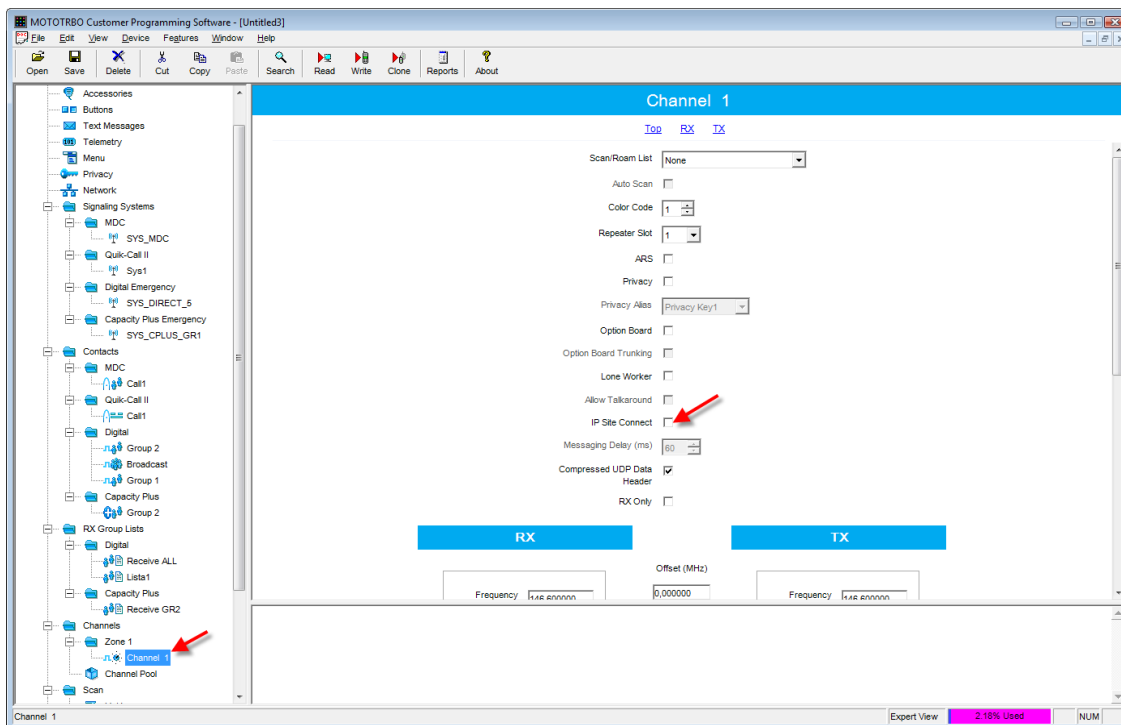 MOTOTRBO Customer Programming Software - [Untitled3]
File Edit View Device Features Window Help
Open Save Delete Cut Copy Paste Search Read Write Clone Reports About
Accessories
Buttons
Text Messages
Telemetry
Menu
Privacy
Network
Signaling Systems
MDC
SYS_MDC
Quik-Call II
Sys1
Digital Emergency
SYS_DIRECT_5
Capacity Plus Emergency
SYS_CPLUS_GR1
Contacts
MDC
Call1
Quik-Call II
Call1
Digital
Group 2
Broadcast
Group 1
Capacity Plus
Group 2
RX Group Lists
Digital
Receive ALL
Lista1
Capacity Plus
Receive GR2
Channels
Zone 1
Channel 1
Channel Pool
Scan
Channel 1
Top RX TX
Scan/Roam List None
Auto Scan
Color Code 1
Repeater Slot 1
ARS
Privacy
Privacy Alias Privacy Key1
Option Board
Option Board Trunking
Lone Worker
Allow Talkaround
IP Site Connect
Messaging Delay (ms) 60
Compressed UDP Data
Header
RX Only
RX TX
Offset (MHz)
Frequency 146,600000 0,000000 Frequency 146,600000
Channel 1 Expert View 2.16% Used NUM